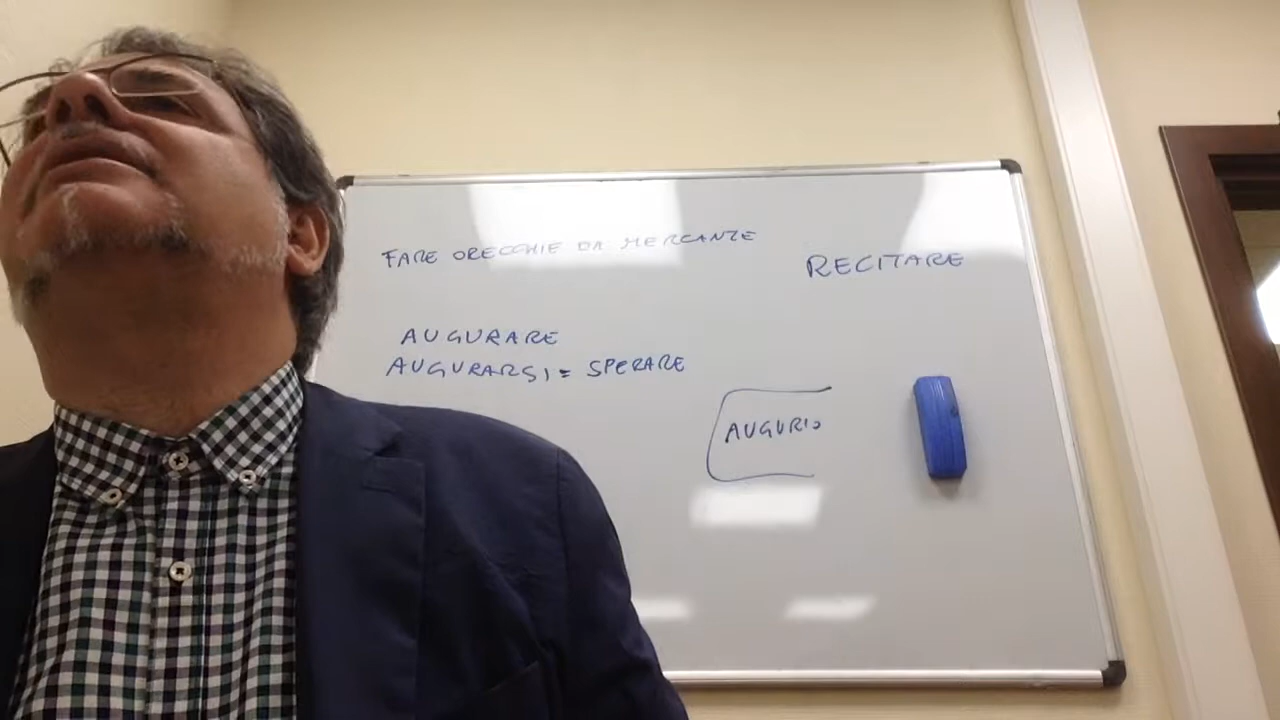 FARE ORECCHIE DA MERCANTE
RECITARE
AUGURARE
AUGURARSI = SPERARE
AUGURIO